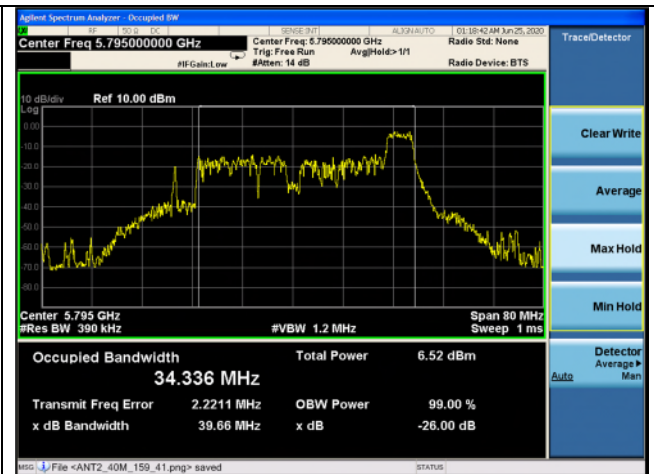 Agilent Spectrum Analyzer - Occupied BW
RF 50 Ω DC SENSE:INT ALIGN AUTO 01:18:42 AM Jun 25, 2020
Center Freq 5.795000000 GHz
Center Freq: 5.795000000 GHz
Radio Std: None
Trig: Free Run Avg|Hold:>1/1
#IFGain:Low #Atten: 14 dB Radio Device: BTS
Trace/Detector
10 dB/div Ref 10.00 dBm
Log
0.00
-10.0
-20.0
-30.0
-40.0
-50.0
-60.0
-70.0
-80.0
Clear Write
Average
Max Hold
Min Hold
Center 5.795 GHz Span 80 MHz
#Res BW 390 kHz #VBW 1.2 MHz Sweep 1 ms
Occupied Bandwidth Total Power 6.52 dBm
34.336 MHz
Transmit Freq Error 2.2211 MHz OBW Power 99.00 %
x dB Bandwidth 39.66 MHz x dB -26.00 dB
Detector
Average ▶
Auto Man
MSG File <ANT2_40M_159_41.png> saved STATUS